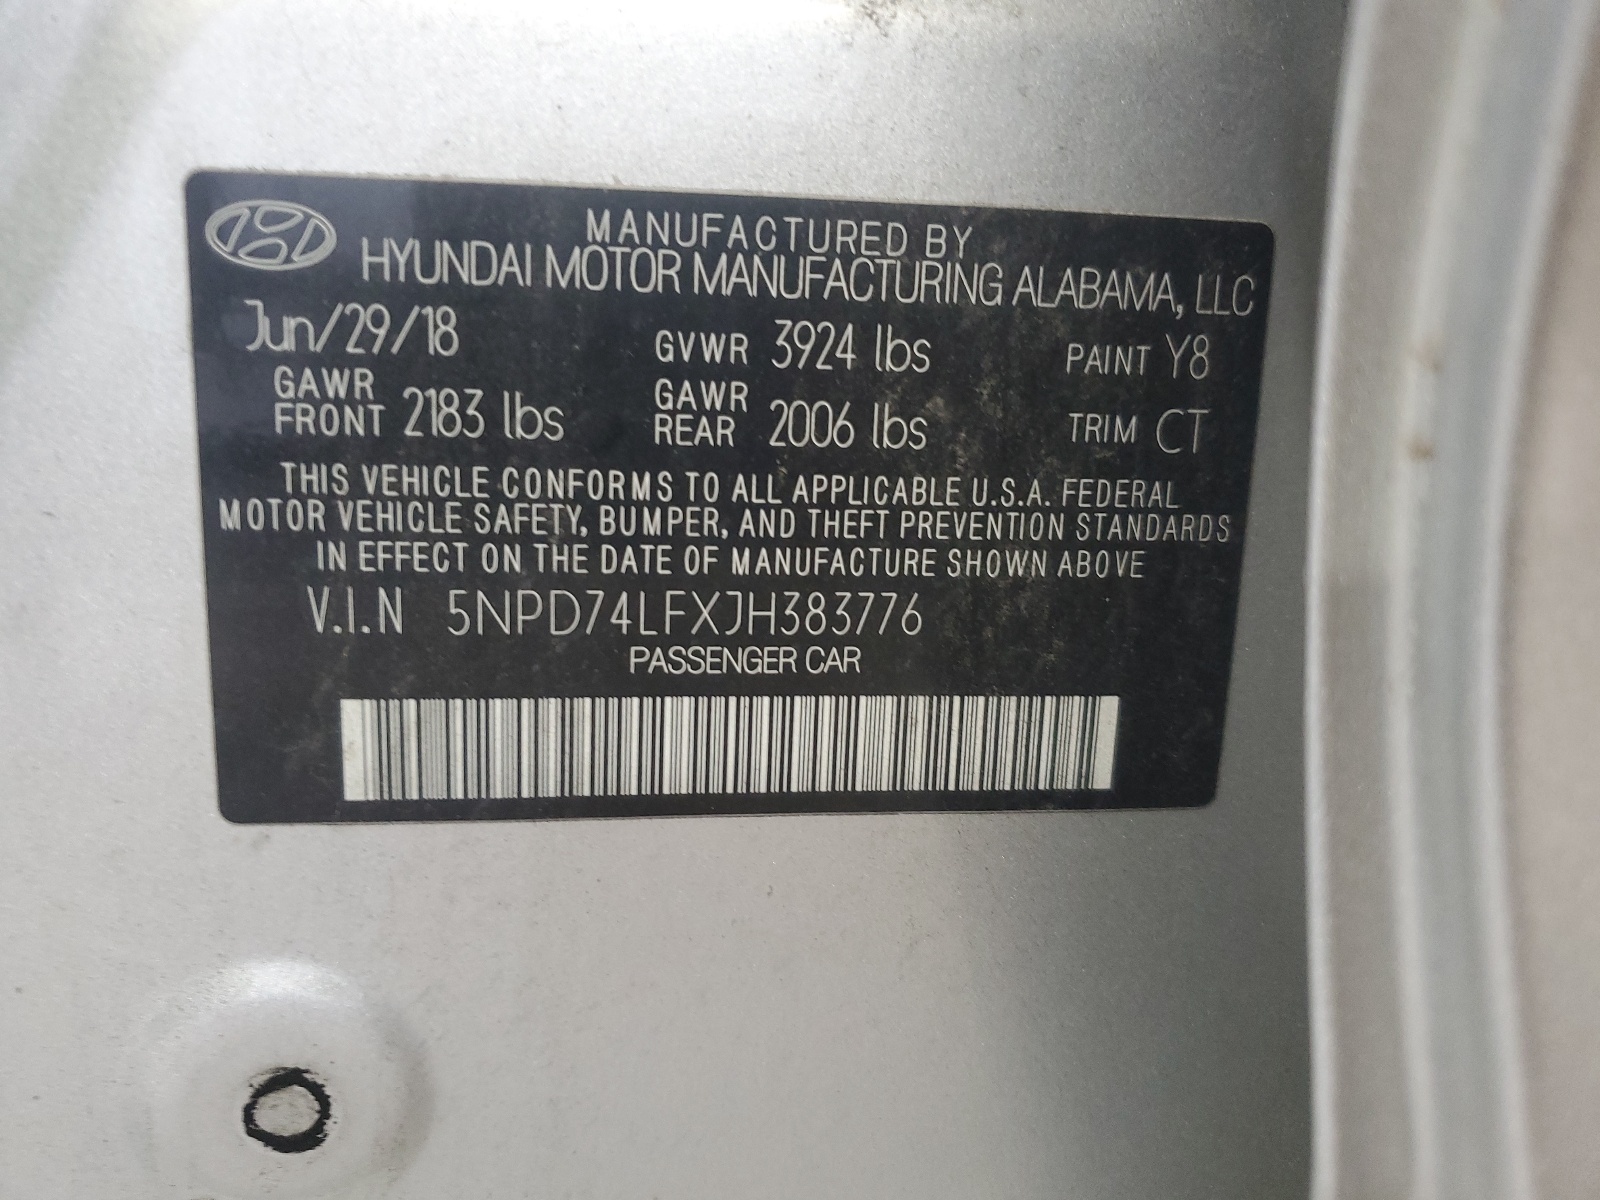 MANUFACTURED BY
HYUNDAI MOTOR MANUFACTURING ALABAMA, LLC
Jun/29/18 GVWR 3924 lbs PAINT Y8
GAWR FRONT 2183 lbs GAWR REAR 2006 lbs TRIM CT
THIS VEHICLE CONFORMS TO ALL APPLICABLE U.S.A. FEDERAL
MOTOR VEHICLE SAFETY, BUMPER, AND THEFT PREVENTION STANDARDS
IN EFFECT ON THE DATE OF MANUFACTURE SHOWN ABOVE
V.I.N 5NPD74LFXJH383776
PASSENGER CAR